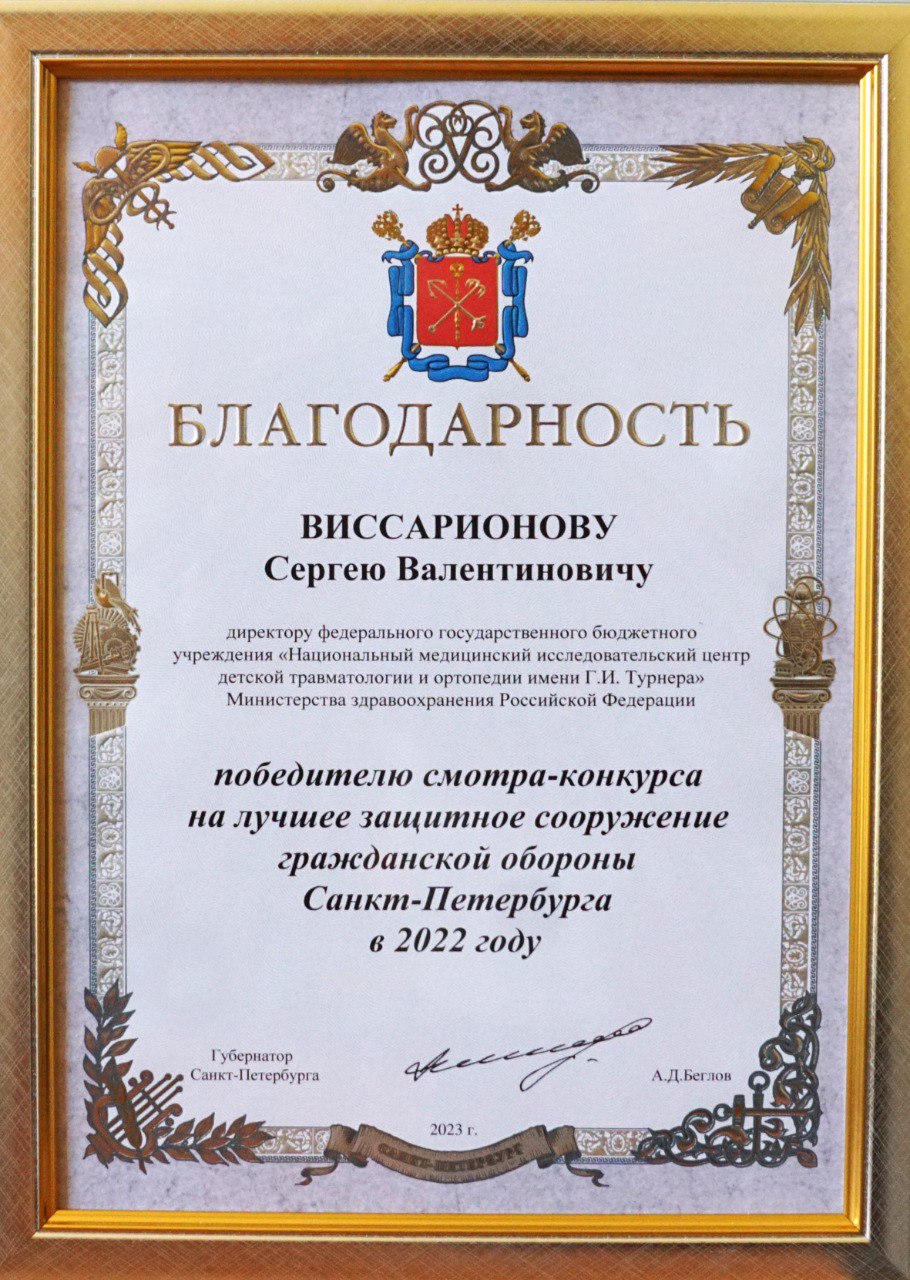 БЛАГОДАРНОСТЬ
ВИССАРИОНОВУ
Сергею Валентиновичу
директору федерального государственного бюджетного
учреждения «Национальный медицинский исследовательский центр
детской травматологии и ортопедии имени Г.И. Турнера»
Министерства здравоохранения Российской Федерации
победителю смотра-конкурса
на лучшее защитное сооружение
гражданской обороны
Санкт-Петербурга
в 2022 году
Губернатор
Санкт-Петербурга
А.Д.Беглов
2023 г.
САНКТ-ПЕТЕРБУРГ